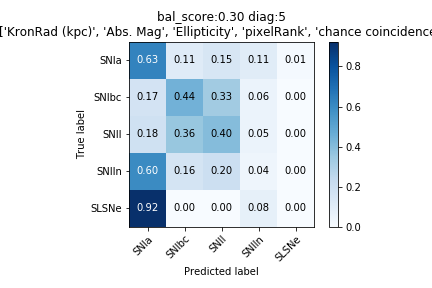 bal_score:0.30 diag:5
['KronRad (kpc)', 'Abs. Mag', 'Ellipticity', 'pixelRank', 'chance coincidence
SNIa 0.63 0.11 0.15 0.11 0.01
SNIbc 0.17 0.44 0.33 0.06 0.00
SNII 0.18 0.36 0.40 0.05 0.00
SNIIn 0.60 0.16 0.20 0.04 0.00
SLSNe 0.92 0.00 0.00 0.08 0.00
True label
SNIa SNIbc SNII SNIIn SLSNe
Predicted label
0.8
0.6
0.4
0.2
0.0